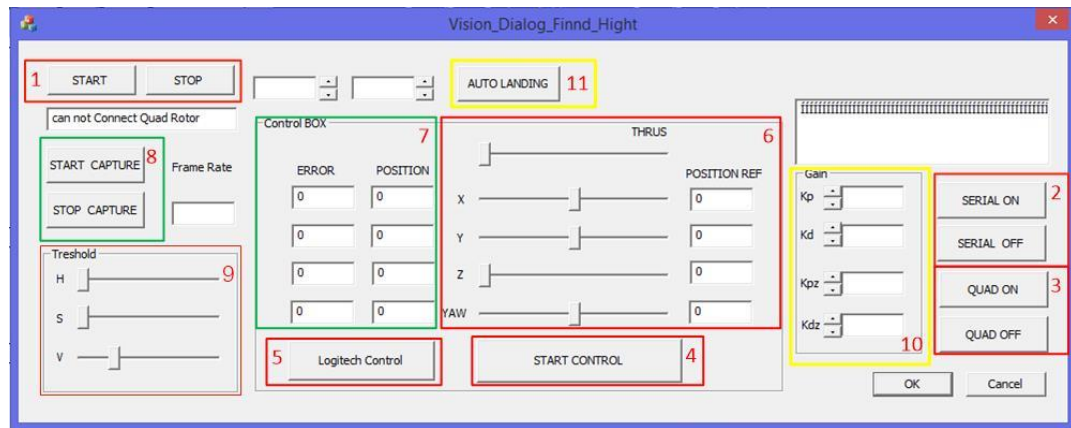 Vision_Dialog_Finnd_Hight
1 START STOP
AUTO LANDING 11
can not Connect Quad Rotor
START CAPTURE 8
STOP CAPTURE
Frame Rate
Treshold
9
H
S
V
Control BOX
7
ERROR POSITION
0 0
0 0
0 0
0 0
THRUS
6
POSITION REF
X 0
Y 0
Z 0
YAW 0
5 Logitech Control
START CONTROL 4
Gain
Kp
Kd
Kpz
Kdz
10
SERIAL ON 2
SERIAL OFF
QUAD ON 3
QUAD OFF
OK Cancel